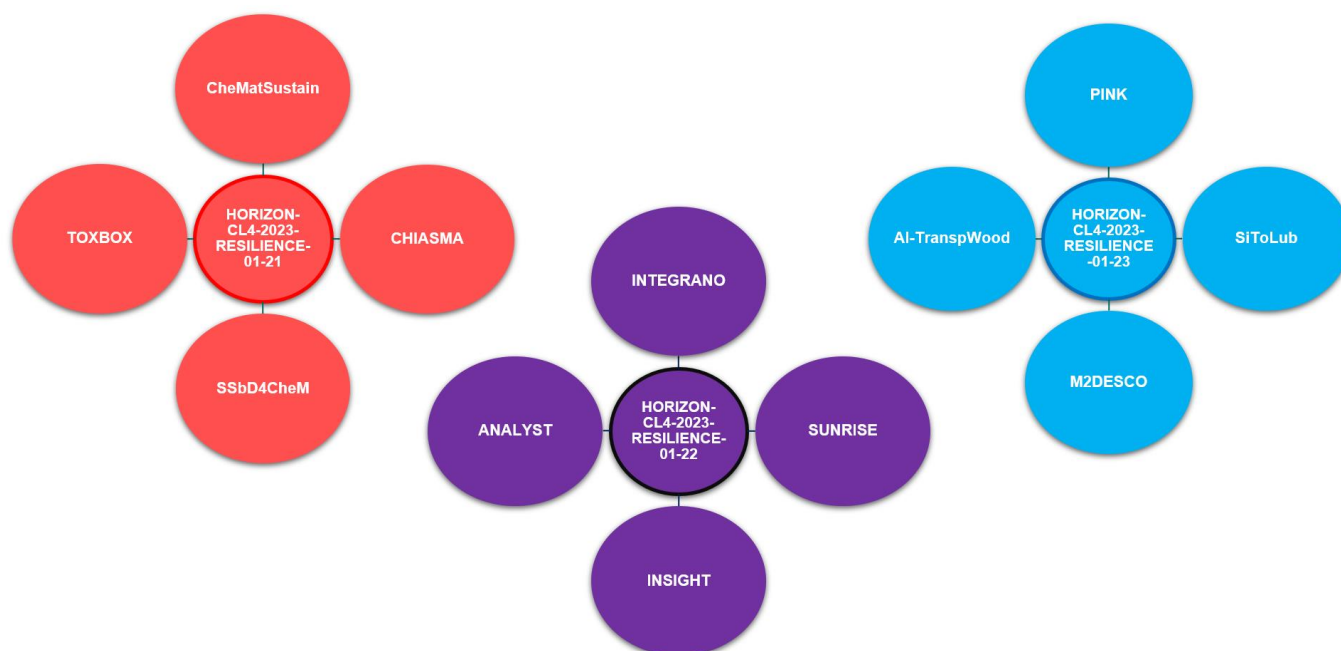 CheMatSustain
TOXBOX
HORIZON-
CL4-2023-
RESILIENCE-
01-21
CHIASMA
SSbD4CheM
INTEGRANO
ANALYST
HORIZON-
CL4-2023-
RESILIENCE-
01-22
SUNRISE
INSIGHT
PINK
AI-TranspWood
HORIZON-
CL4-2023-
RESILIENCE
-01-23
SiToLub
M2DESCO